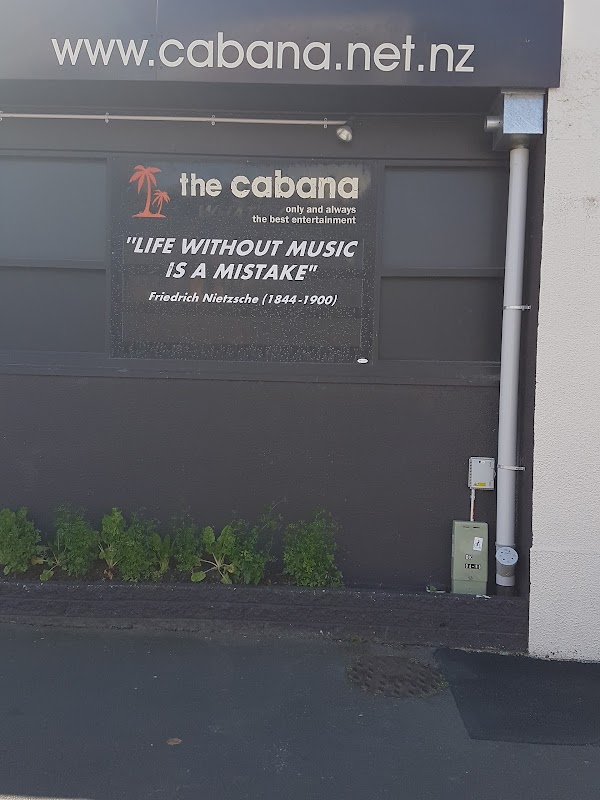 www.cabana.net.nz
the cabana
only and always
the best entertainment
"LIFE WITHOUT MUSIC
IS A MISTAKE"
Friedrich Nietzsche (1844-1900)